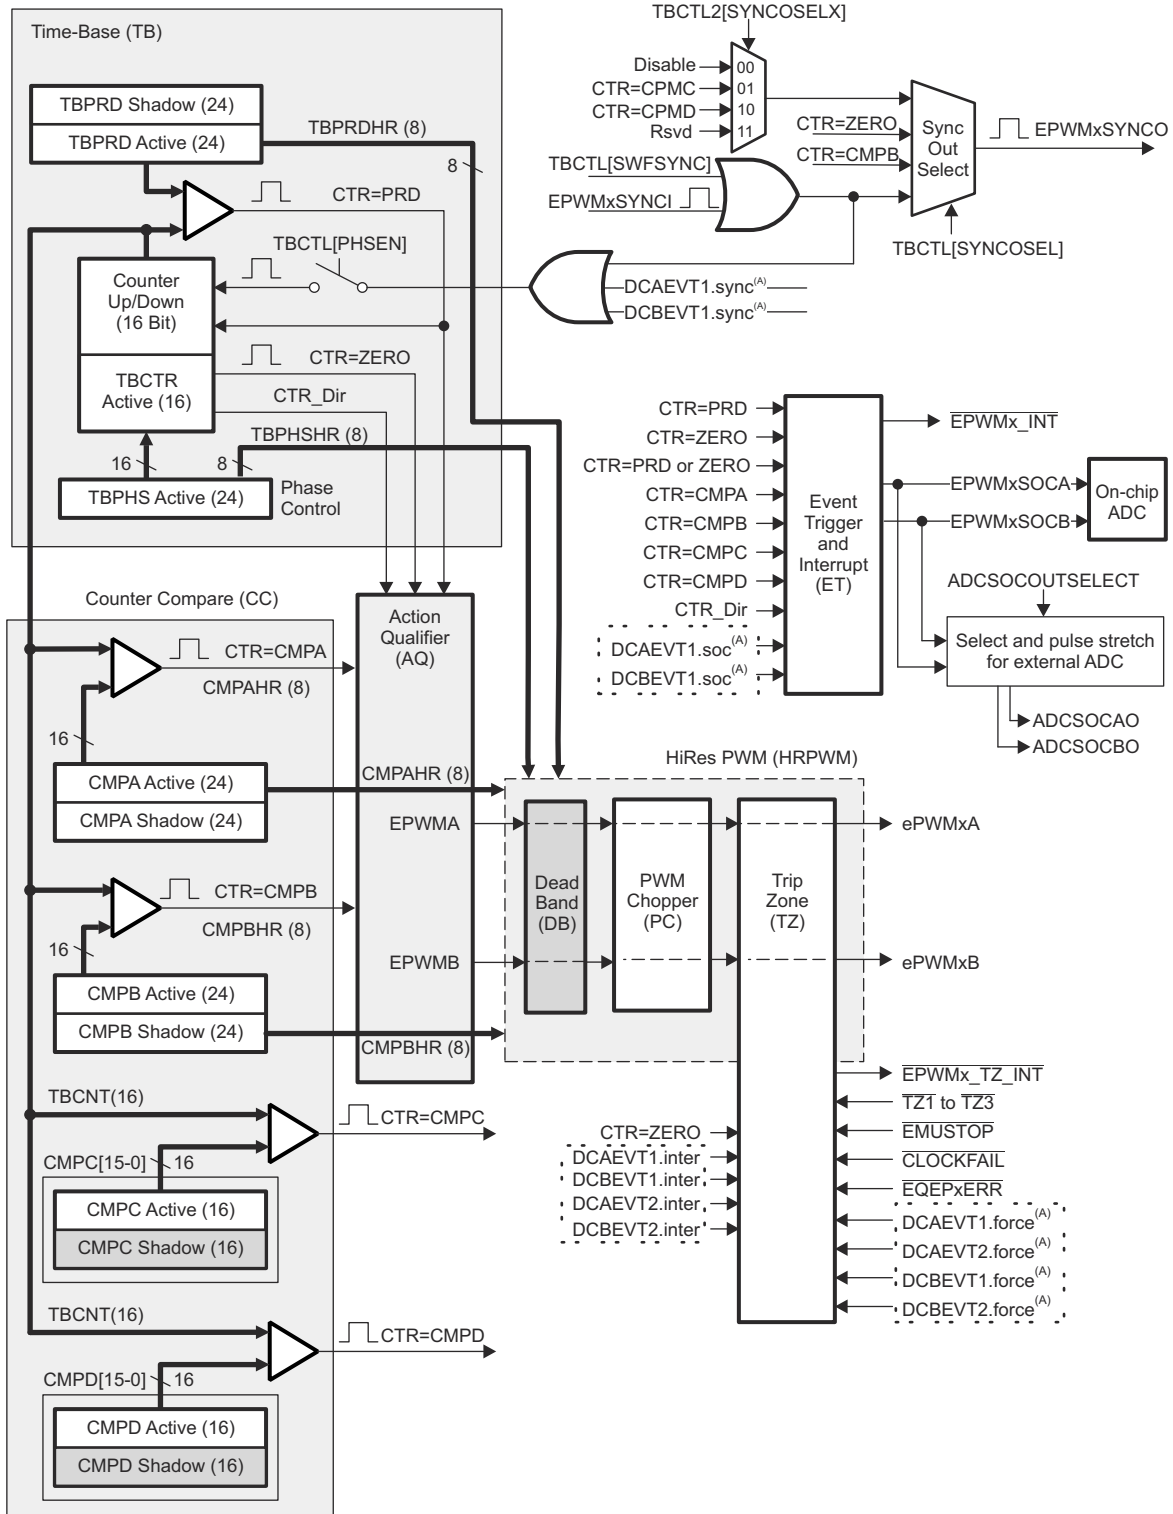 TBCTL2[SYNCOSELX]
Time-Base (TB)
Disable
00
CTR=CPMC
01
CTR=CPMD
10
Rsvd
11
TBPRD Shadow (24)
TBPRD Active (24)
TBPRDHR (8)
8
CTR=ZERO
CTR=CMPB
Sync
Out
Select
EPWMxSYNCO
TBCTL[SWFSYNC]
EPWMxSYNCI
CTR=PRD
TBCTL[SYNCOSEL]
TBCTL[PHSEN]
Counter
Up/Down
(16 Bit)
DCAEVT1.sync(A)
DCBEVT1.sync(A)
CTR=ZERO
TBCTR
Active (16)
CTR_Dir
TBPHSHR (8)
16
8
TBPHS Active (24)
Phase
Control
CTR=PRD
CTR=ZERO
CTR=PRD or ZERO
CTR=CMPA
CTR=CMPB
CTR=CMPC
CTR=CMPD
CTR_Dir
DCAEVT1.soc(A)
DCBEVT1.soc(A)
Event
Trigger
and
Interrupt
(ET)
EPWMx_INT
EPWMxSOCA
EPWMxSOCB
On-chip
ADC
ADCSOCOUTSELECT
Select and pulse stretch
for external ADC
ADCSOCAO
ADCSOCBO
Counter Compare (CC)
Action
Qualifier
(AQ)
CTR=CMPA
CMPAHR (8)
16
CMPA Active (24)
CMPA Shadow (24)
CMPAHR (8)
HiRes PWM (HRPWM)
EPWMA
ePWMxA
CTR=CMPB
CMPBHR (8)
16
Dead
Band
(DB)
PWM
Chopper
(PC)
Trip
Zone
(TZ)
EPWMB
ePWMxB
CMPB Active (24)
CMPB Shadow (24)
CMPBHR (8)
TBCNT(16)
CTR=CMPC
CMPC[15-0]
16
CMPC Active (16)
CMPC Shadow (16)
EPWMx_TZ_INT
TZ1 to TZ3
EMUSTOP
CLOCKFAIL
EQEPxERR
DCAEVT1.force(A)
DCAEVT2.force(A)
DCBEVT1.force(A)
DCBEVT2.force(A)
CTR=ZERO
DCAEVT1.inter
DCBEVT1.inter
DCAEVT2.inter
DCBEVT2.inter
TBCNT(16)
CTR=CMPD
CMPD[15-0]
16
CMPD Active (16)
CMPD Shadow (16)